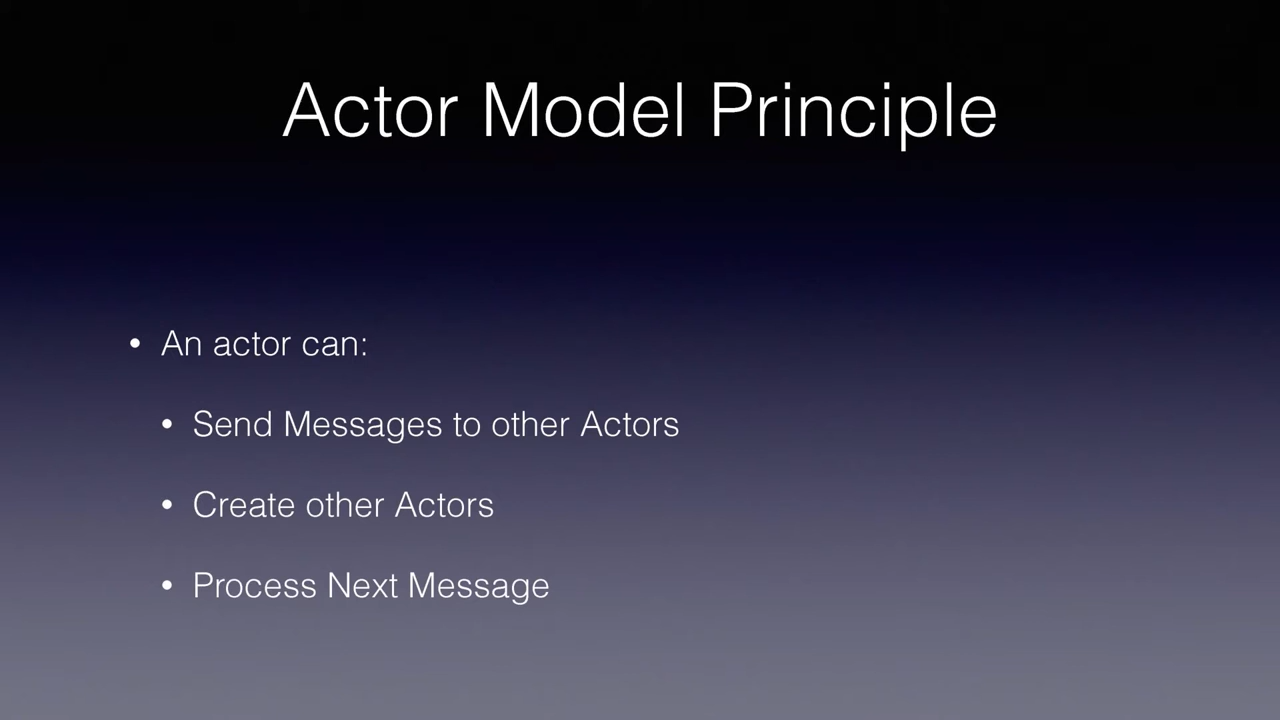 Actor Model Principle
• An actor can:
• Send Messages to other Actors
• Create other Actors
• Process Next Message